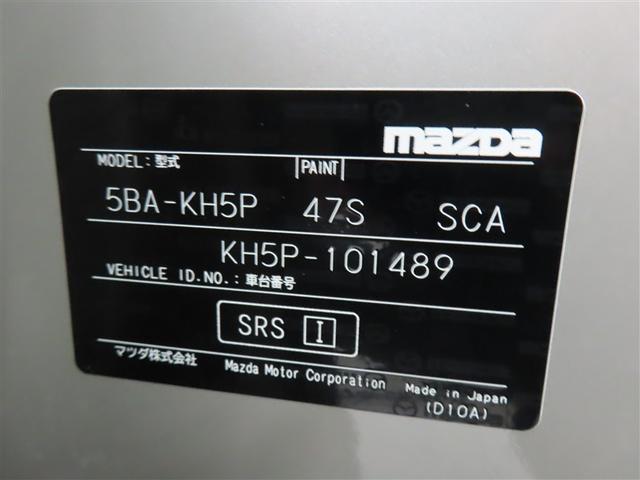 mazda
MODEL:型式 PAINT
5BA-KH5P 47S SCA
KH5P-101489
VEHICLE ID.NO.:車台番号
SRS I
マツダ株式会社 Mazda Motor Corporation Made in Japan
(D10A)